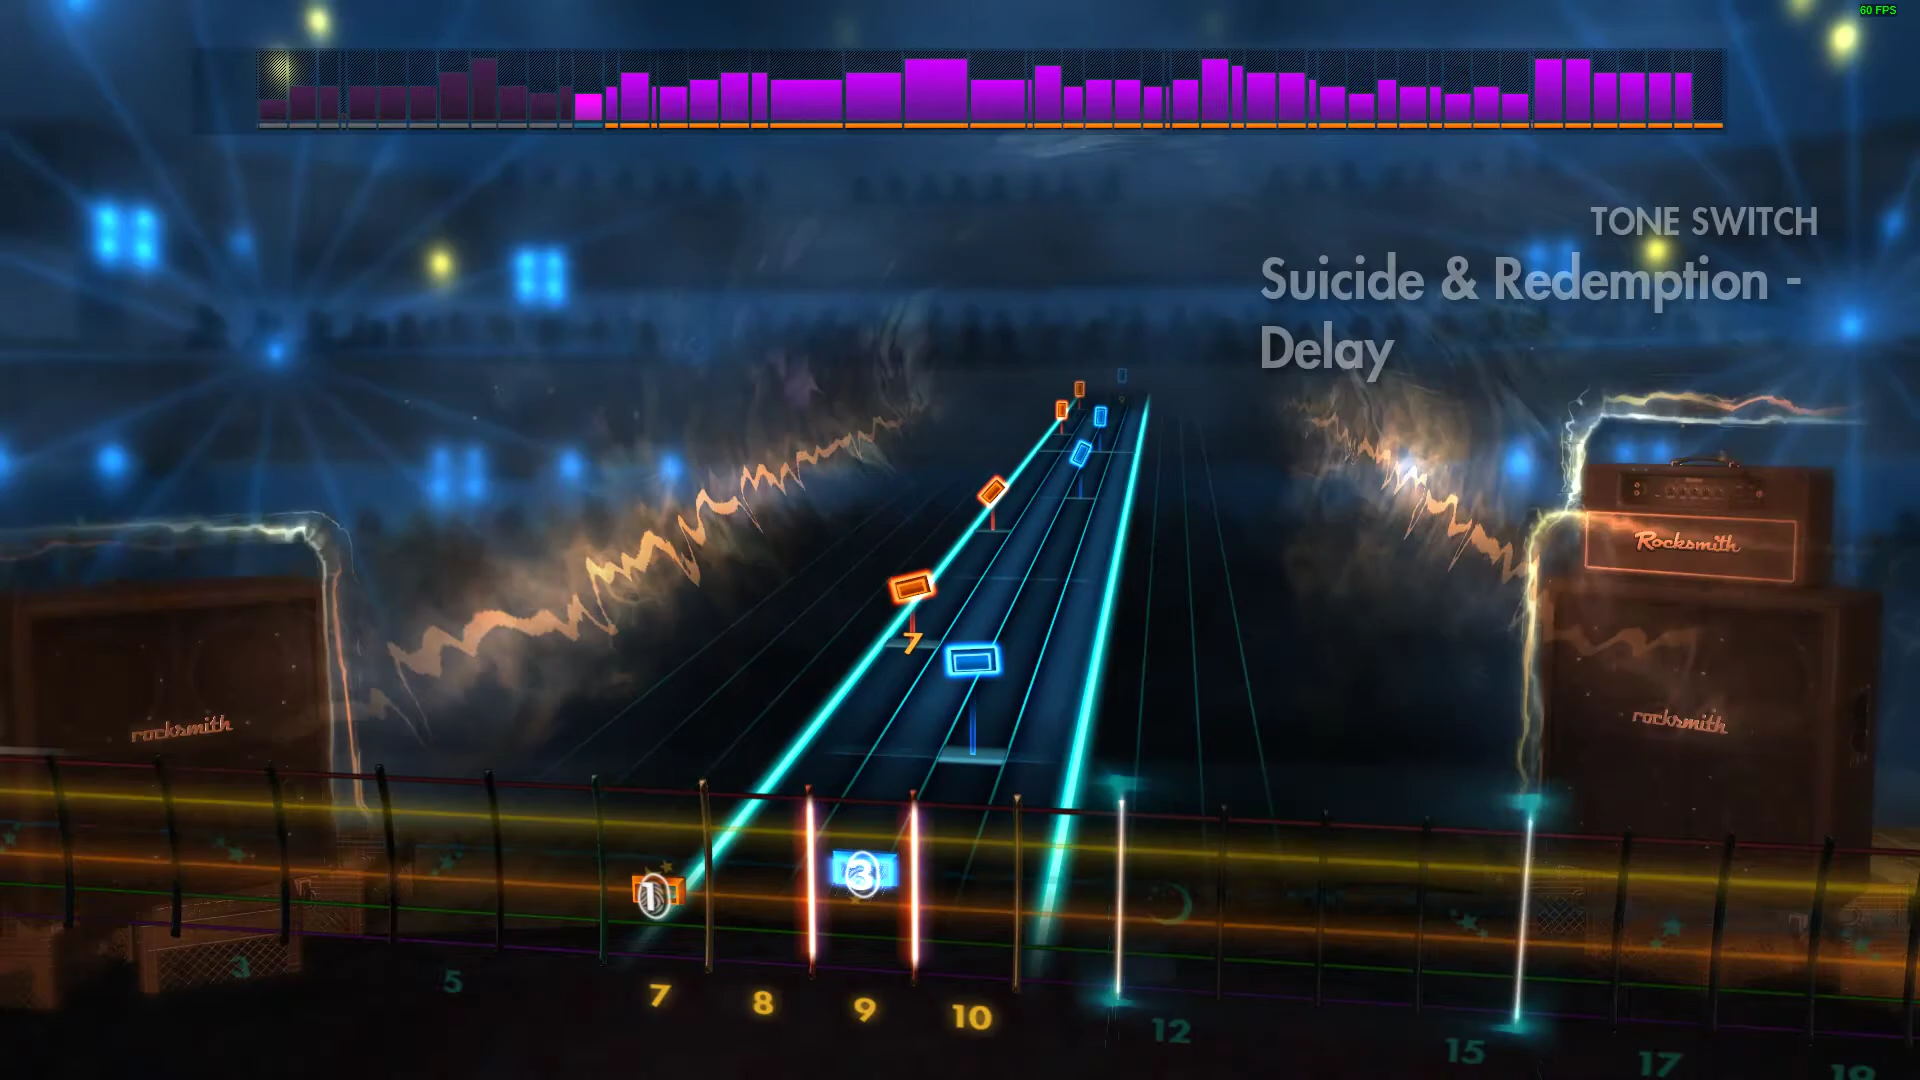 60 FPS
TONE SWITCH
Suicide & Redemption -
Delay
Rocksmith
rocksmith
rocksmith
7
1
3
3
5
7
8
9
10
12
15
17
19